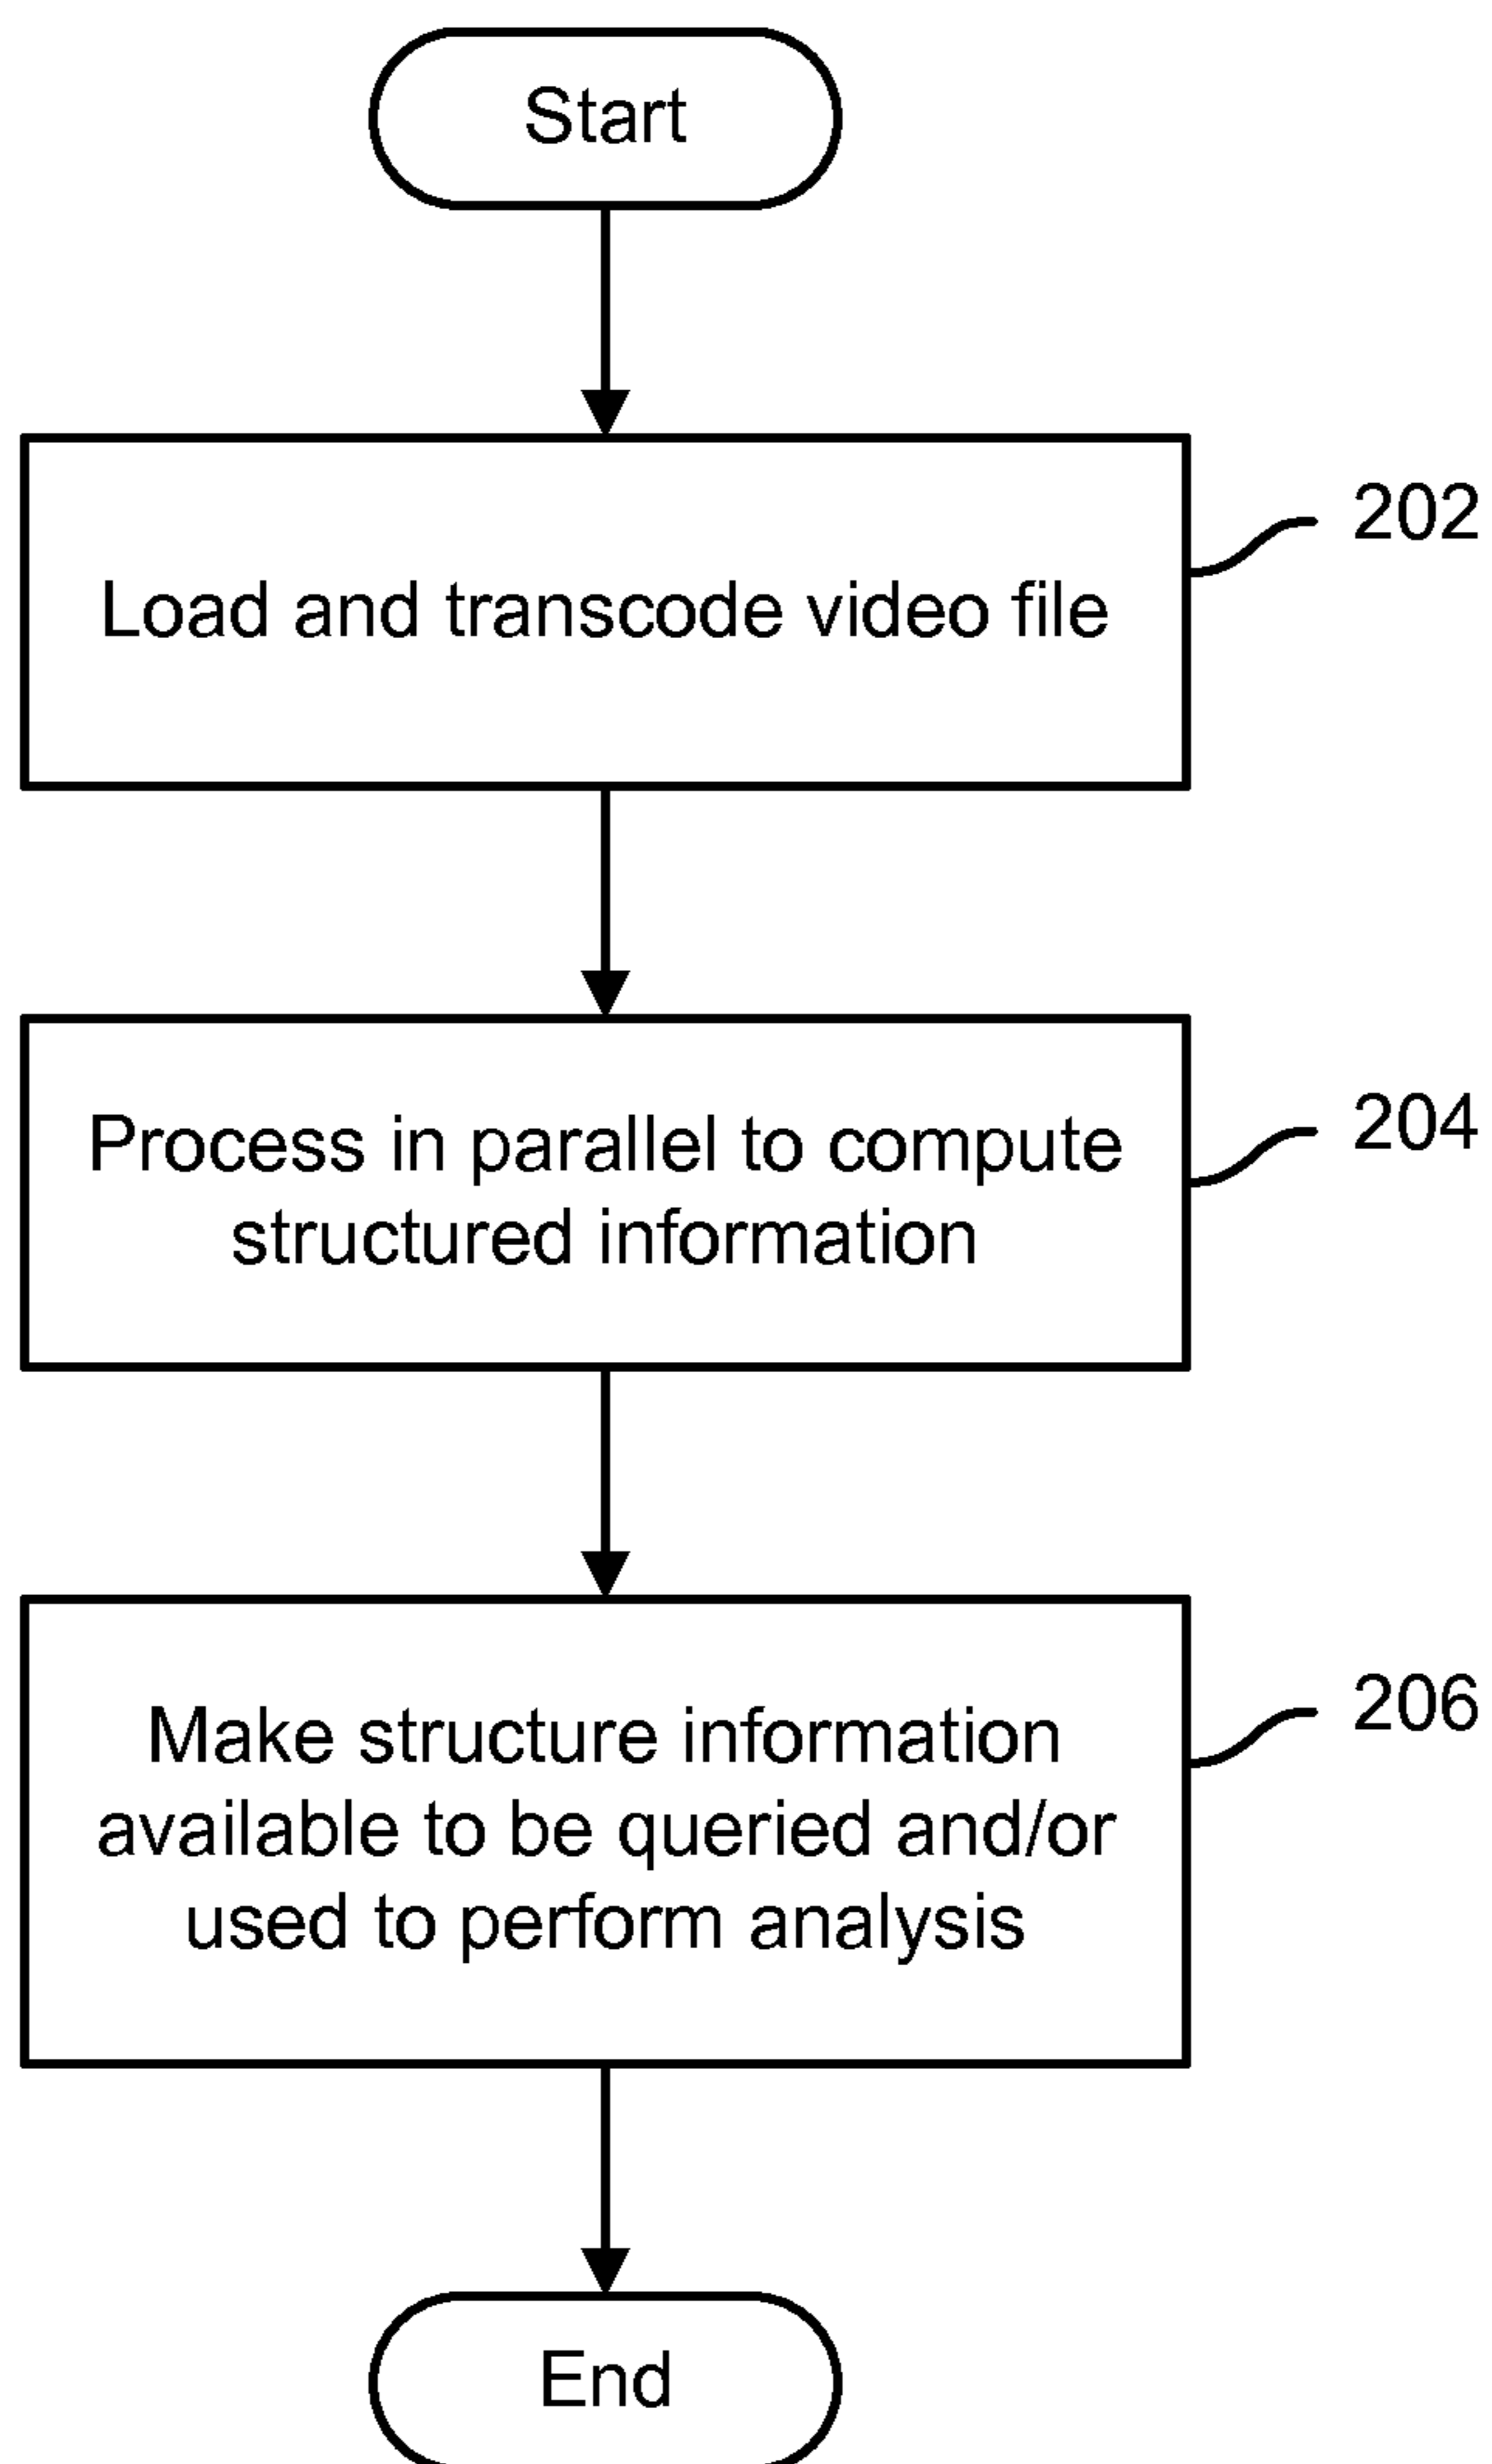 Start
202
Load and transcode video file
204
Process in parallel to compute
structured information
206
Make structure information
available to be queried and/or
used to perform analysis
End